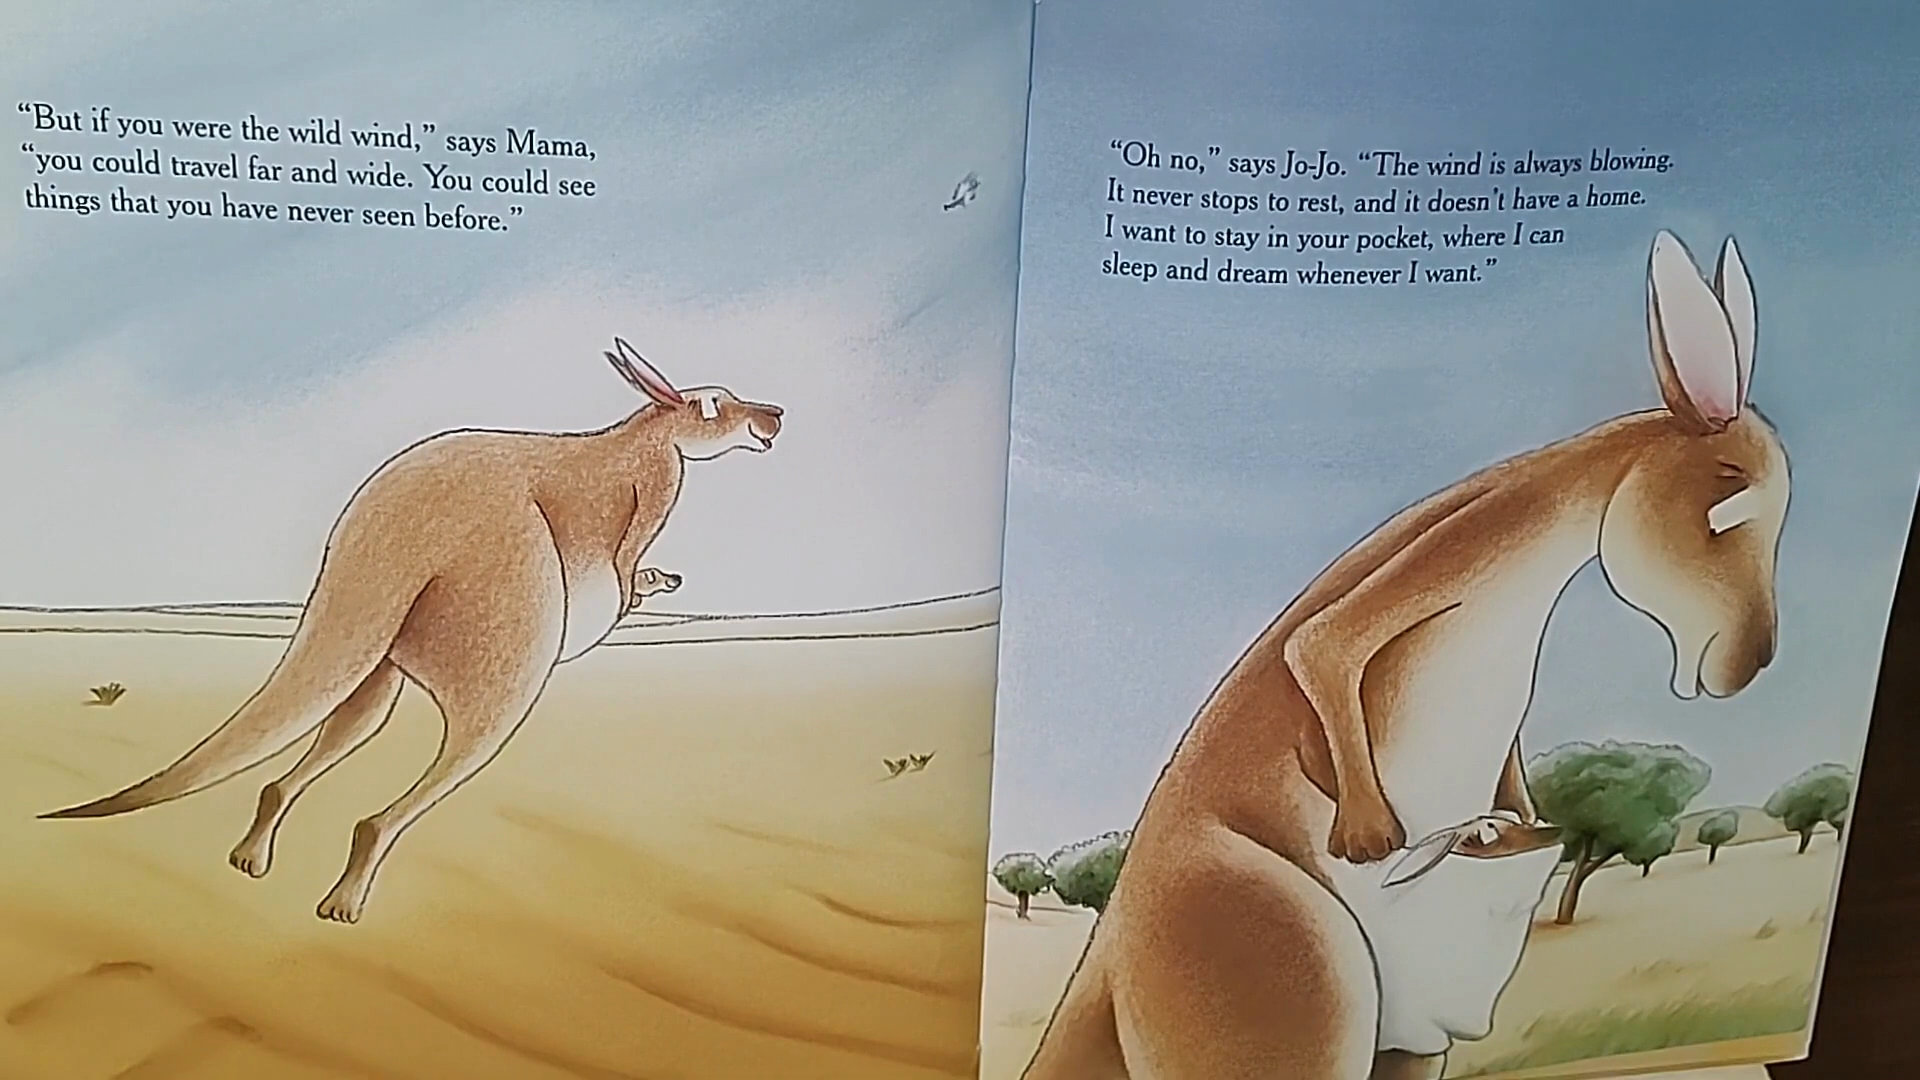 “But if you were the wild wind,” says Mama,
“you could travel far and wide. You could see
things that you have never seen before.”
“Oh no,” says Jo-Jo. “The wind is always blowing.
It never stops to rest, and it doesn’t have a home.
I want to stay in your pocket, where I can
sleep and dream whenever I want.”